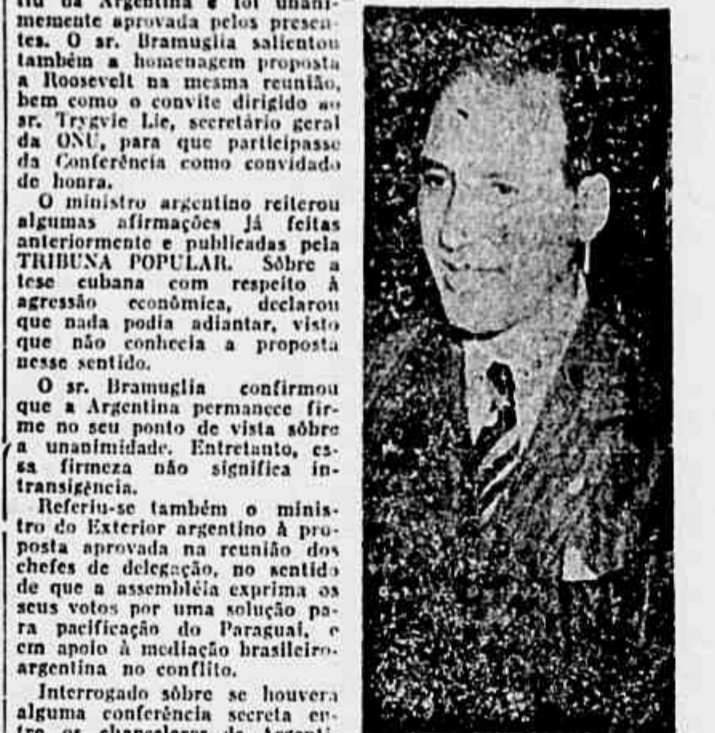 tiu da Argentina e foi unâni-
memente aprovada pelos presen-
tes. O sr. Bramuglia salientou
também a homenagem proposta
a Roosevelt na mesma reunião,
bem como o convite dirigido ao
sr. Trygvie Lie, secretário geral
da ONU, para que participasse
da Conferência como convidado
de honra.
O ministro argentino reiterou
algumas afirmações já feitas
anteriormente e publicadas pela
TRIBUNA POPULAR. Sôbre a
tese cubana com respeito à
agressão econômica, declarou
que nada podia adiantar, visto
que não conhecia a proposta
nesse sentido.
O sr. Bramuglia confirmou
que a Argentina permanece fir-
me no seu ponto de vista sôbre
a unanimidade. Entretanto, es-
sa firmeza não significa in-
transigência.
Referiu-se também o minis-
tro do Exterior argentino à pro-
posta aprovada na reunião dos
chefes de delegação, no sentido
de que a assembléia exprima os
seus votos por uma solução pa-
ra pacificação do Paraguai, e
em apoio à mediação brasileiro-
argentina no conflito.
Interrogado sôbre se houvera
alguma conferência secreta en-
tre os chanceleres da Argenti-